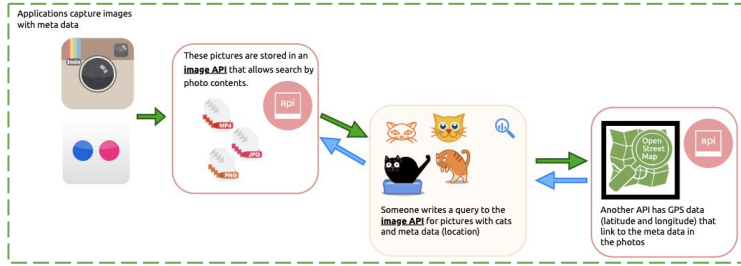 Applications capture images
with meta data
Insta
These pictures are stored in an
image API that allows search by
photo contents.
api
MP4
JPG
PNG
Someone writes a query to the
image API for pictures with cats
and meta data (location)
Open
Street
Map
api
Another API has GPS data
(latitude and longitude) that
link to the meta data in
the photos